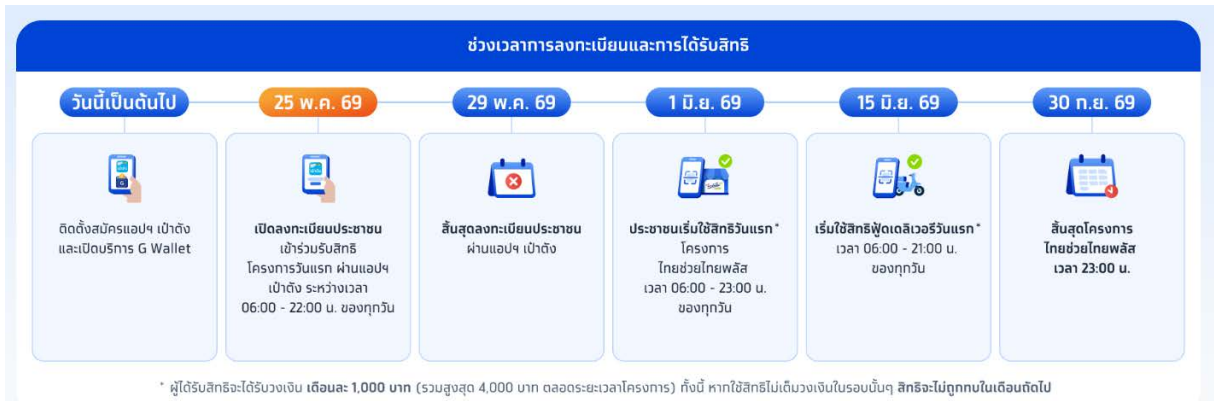 ช่วงเวลาการลงทะเบียนและการได้รับสิทธิ
วันนี้เป็นต้นไป
25 พ.ค. 69
29 พ.ค. 69
1 มิ.ย. 69
15 มิ.ย. 69
30 ก.ย. 69
ติดตั้งสมัครแอปฯ เป๋าตัง
และเปิดบริการ G Wallet
เปิดลงทะเบียนประชาชน
เข้าร่วมรับสิทธิ
โครงการวันแรก ผ่านแอปฯ
เป๋าตัง ระหว่างเวลา
06:00 - 22:00 น. ของทุกวัน
สิ้นสุดลงทะเบียนประชาชน
ผ่านแอปฯ เป๋าตัง
ประชาชนเริ่มใช้สิทธิวันแรก*
โครงการ
ไทยช่วยไทยพลัส
เวลา 06:00 - 23:00 น.
ของทุกวัน
เริ่มใช้สิทธิฟู้ดเดลิเวอรีวันแรก*
เวลา 06:00 - 21:00 น.
ของทุกวัน
สิ้นสุดโครงการ
ไทยช่วยไทยพลัส
เวลา 23:00 น.
* ผู้ได้รับสิทธิจะได้รับวงเงิน เดือนละ 1,000 บาท (รวมสูงสุด 4,000 บาท ตลอดระยะเวลาโครงการ) ทั้งนี้ หากใช้สิทธิไม่เต็มวงเงินในรอบนั้นๆ สิทธิจะไม่ถูกทบในเดือนถัดไป